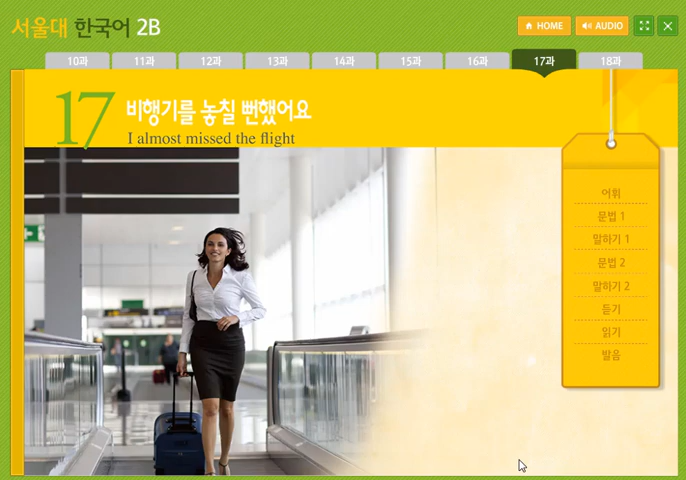 서울대 한국어 2B
HOME
AUDIO
10과 11과 12과 13과 14과 15과 16과 17과 18과
17 비행기를 놓칠 뻔했어요
I almost missed the flight
어휘
문법 1
말하기 1
문법 2
말하기 2
듣기
읽기
발음